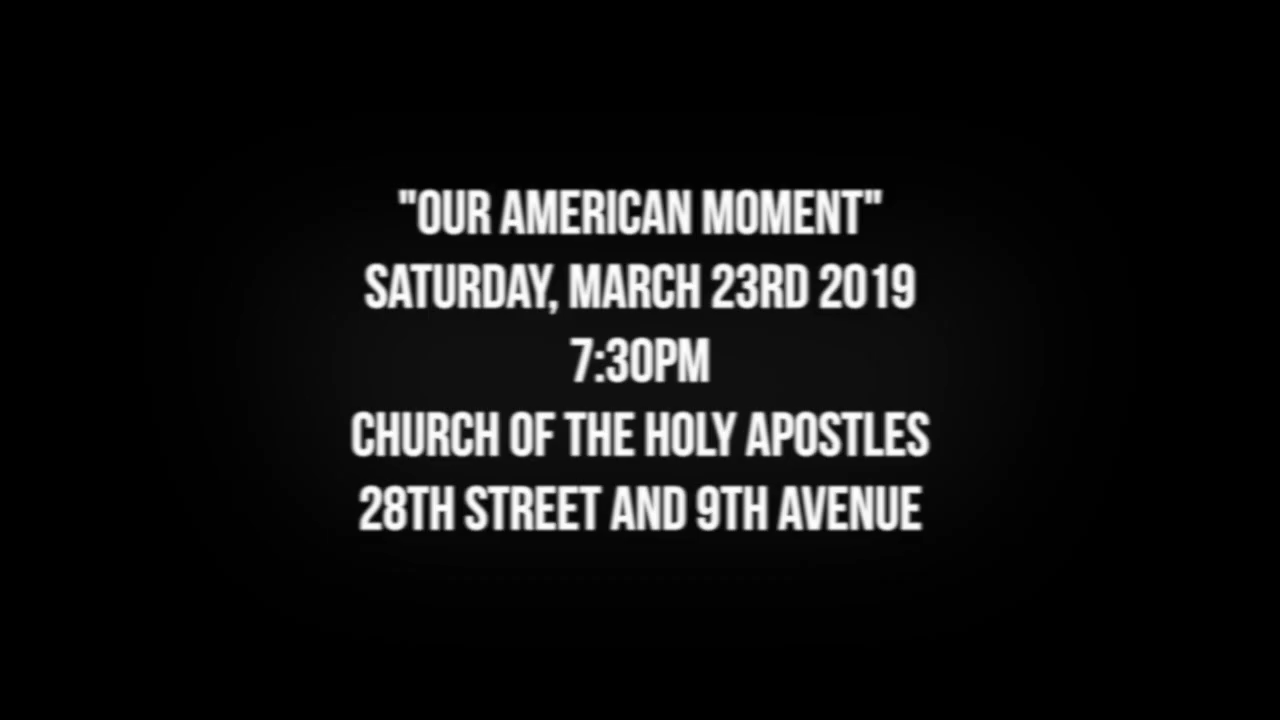 "OUR AMERICAN MOMENT"
SATURDAY, MARCH 23RD 2019
7:30PM
CHURCH OF THE HOLY APOSTLES
28TH STREET AND 9TH AVENUE